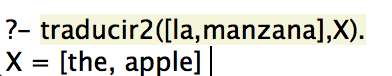 ?- traducir2([la,manzana],X).
X = [the, apple]